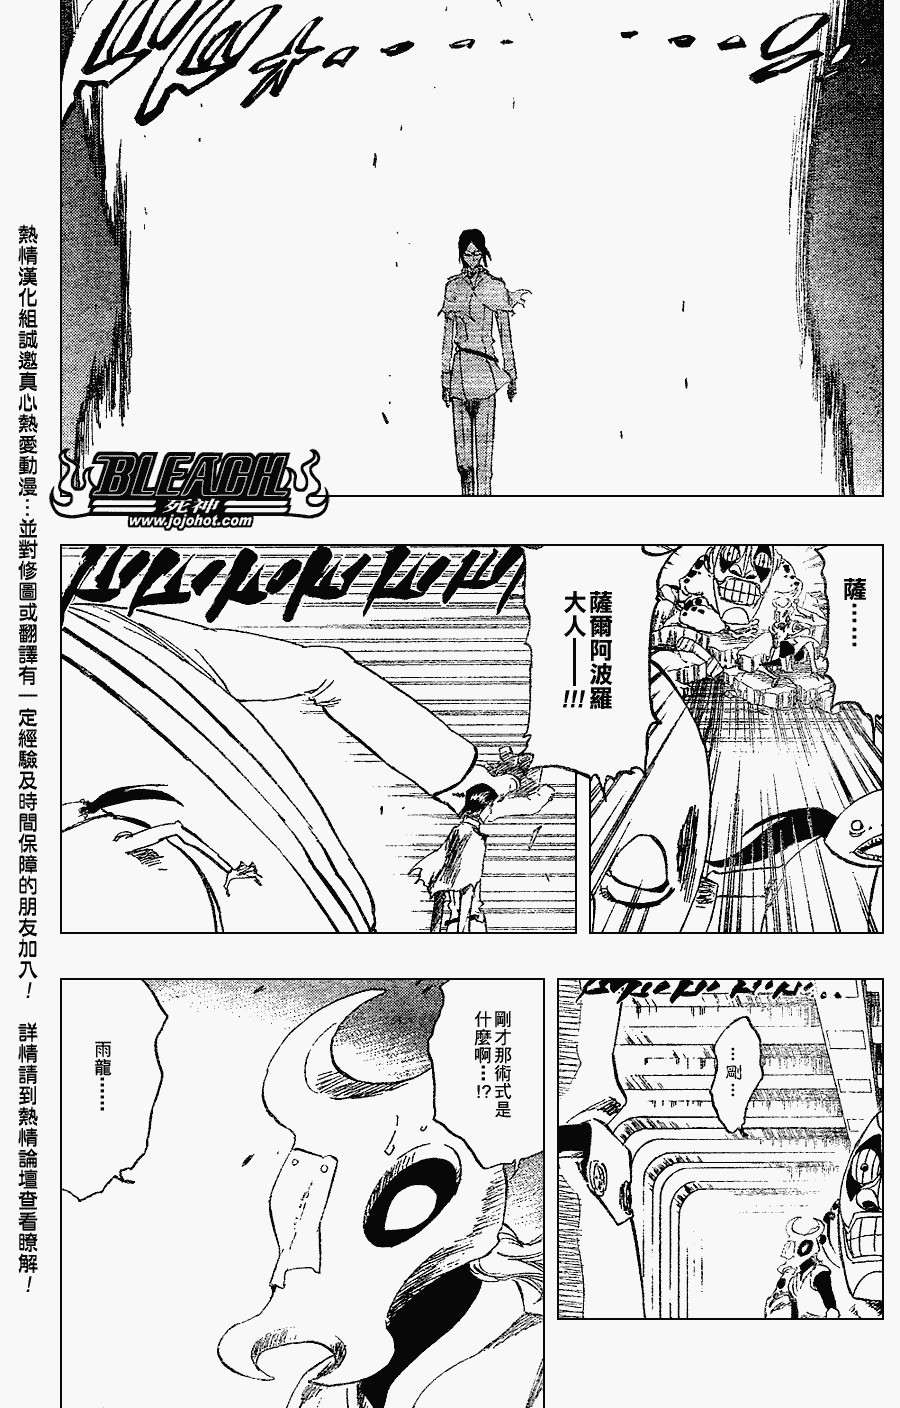 熱情漢化組誠邀真心熱愛動漫…並對修圖或翻譯有一定經驗及時間保障的朋友加入！ 詳情請到熱情論壇查看瞭解！
BLEACH
死神
www.jojohot.com
薩……
薩爾阿波羅
大人——!!!
…剛…
剛才那術式是
什麼啊…!?
雨龍……